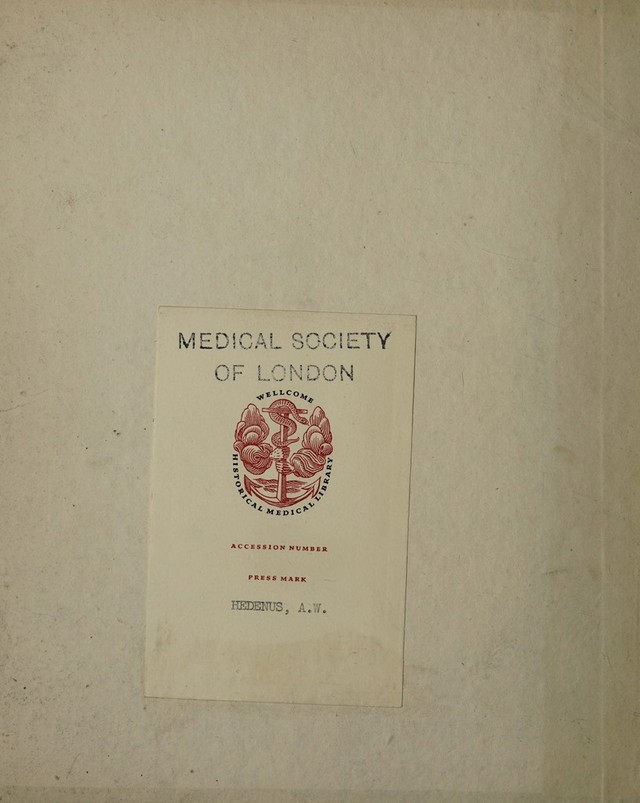 MEDICAL SOCIETY
OF LONDON
WELLCOME
HISTORICAL MEDICAL LIBRARY
ACCESSION NUMBER
PRESS MARK
HEDENUS, A.W.